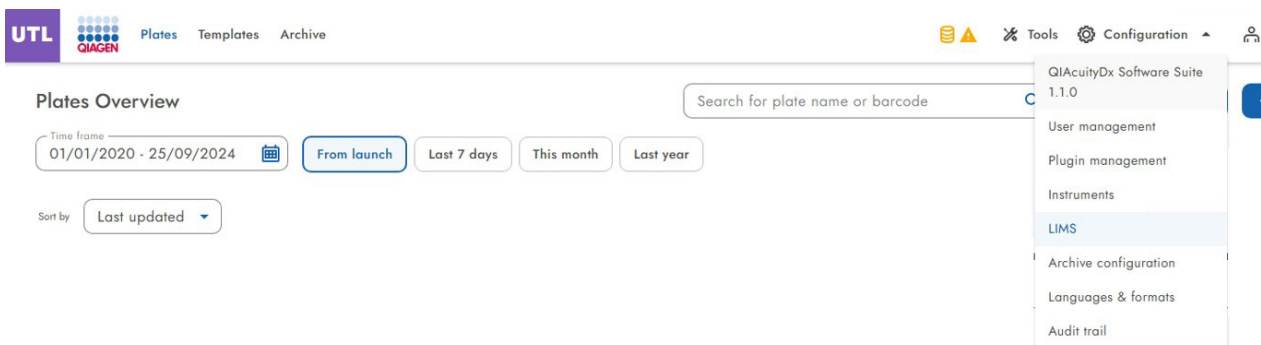 UTL QIAGEN Plates Templates Archive Tools Configuration
QIAcuityDx Software Suite
1.1.0
Plates Overview
Search for plate name or barcode
User management
Time frame
01/01/2020 - 25/09/2024 From launch Last 7 days This month Last year
Plugin management
Instruments
Sort by Last updated
LIMS
Archive configuration
Languages & formats
Audit trail